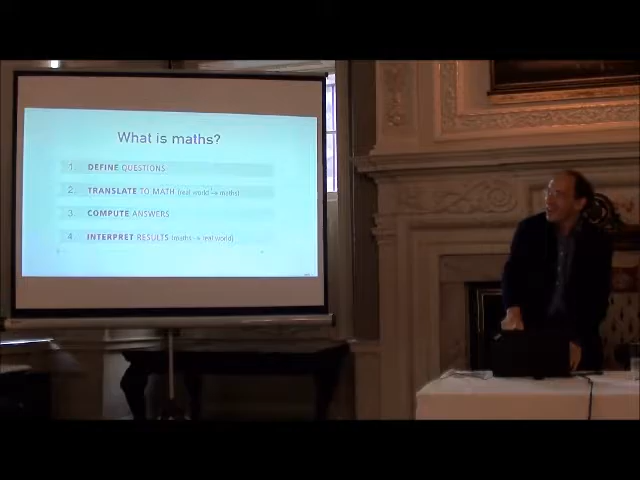 What is maths?
1. DEFINE QUESTIONS
2. TRANSLATE TO MATH (real world -> maths)
3. COMPUTE ANSWERS
4. INTERPRET RESULTS (maths -> real world)